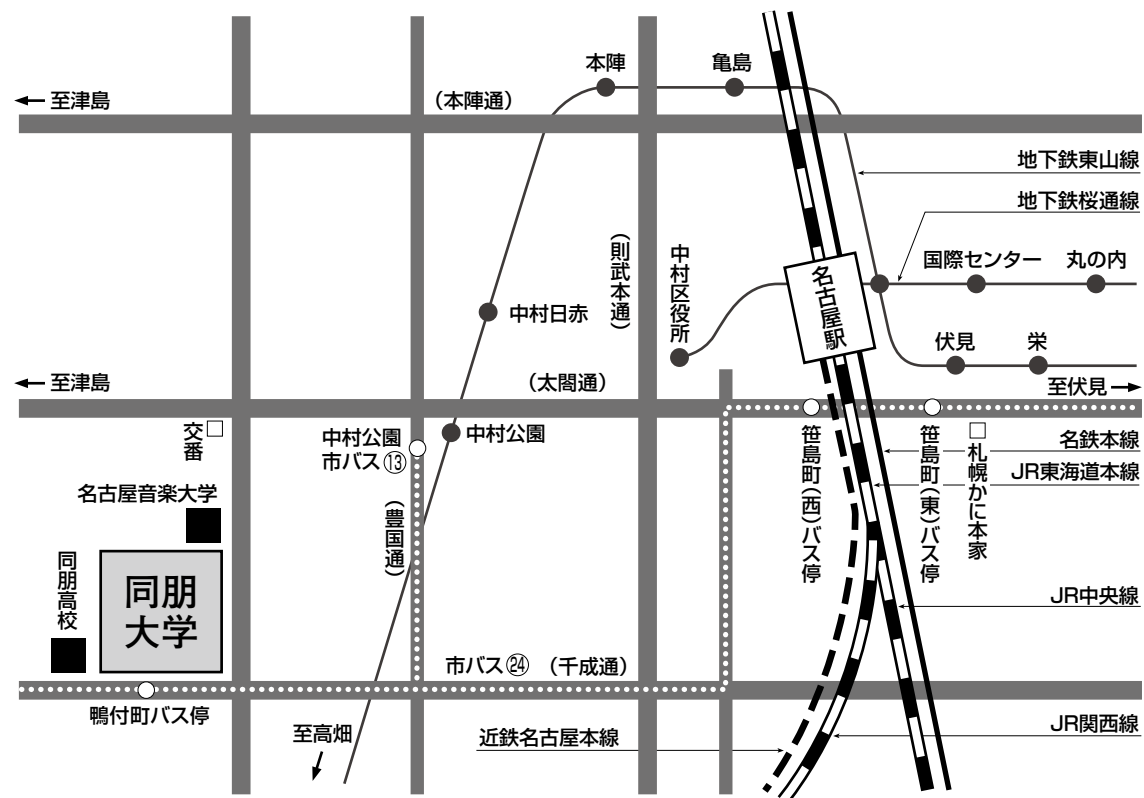 本陣
亀島
至津島
（本陣通）
地下鉄東山線
地下鉄桜通線
（則武本通）
中村区役所
名古屋駅
国際センター
丸の内
中村日赤
伏見
栄
至津島
（太閤通）
至伏見
交番
中村公園
市バス⑬
中村公園
笹島町（西）バス停
笹島町（東）バス停
札幌かに本家
名鉄本線
JR東海道本線
名古屋音楽大学
（豊国通）
同朋高校
同朋
大学
JR中央線
市バス㉔ （千成通）
鴨付町バス停
至高畑
近鉄名古屋本線
JR関西線